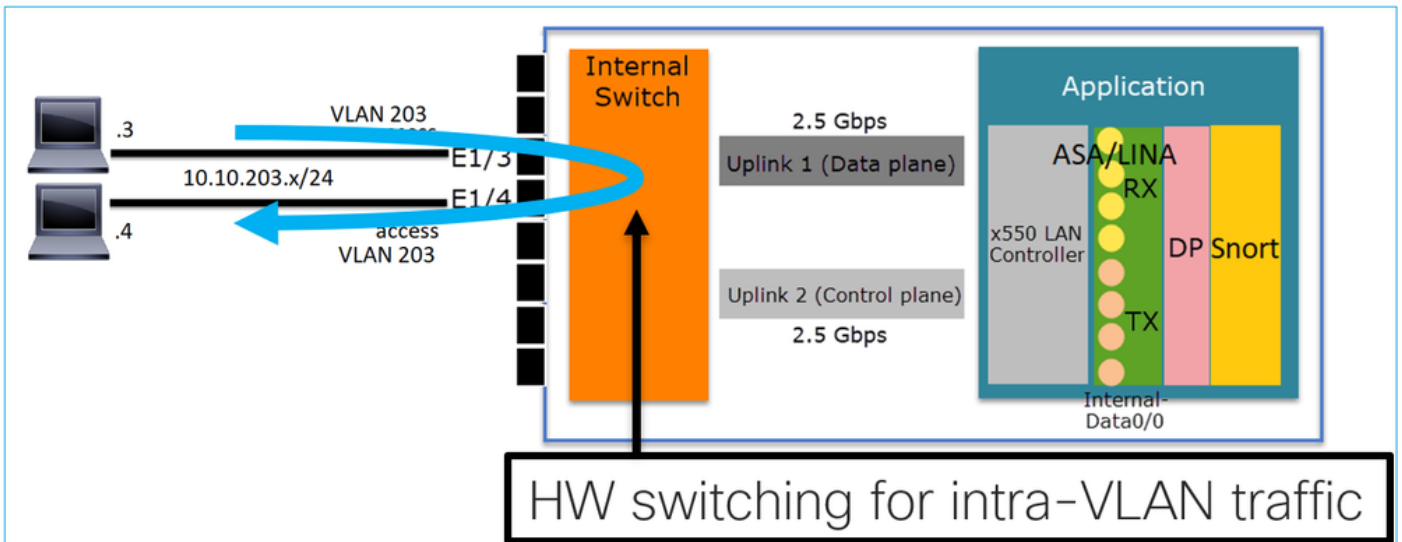 .3
VLAN 203
access
E1/3
10.10.203.x/24
E1/4
.4
access
VLAN 203
Internal
Switch
2.5 Gbps
Uplink 1 (Data plane)
Uplink 2 (Control plane)
2.5 Gbps
Application
x550 LAN
Controller
ASA/LINA
RX
TX
DP
Snort
Internal-
Data0/0
HW switching for intra-VLAN traffic